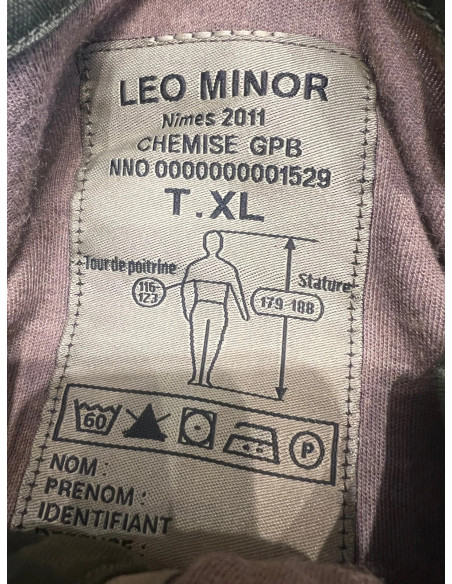 LEO MINOR
Nîmes 2011
CHEMISE GPB
NNO 0000000001529
T.XL
Tour de poitrine
116-
123
Stature
179-188
60
P
NOM :
PRENOM :
IDENTIFIANT